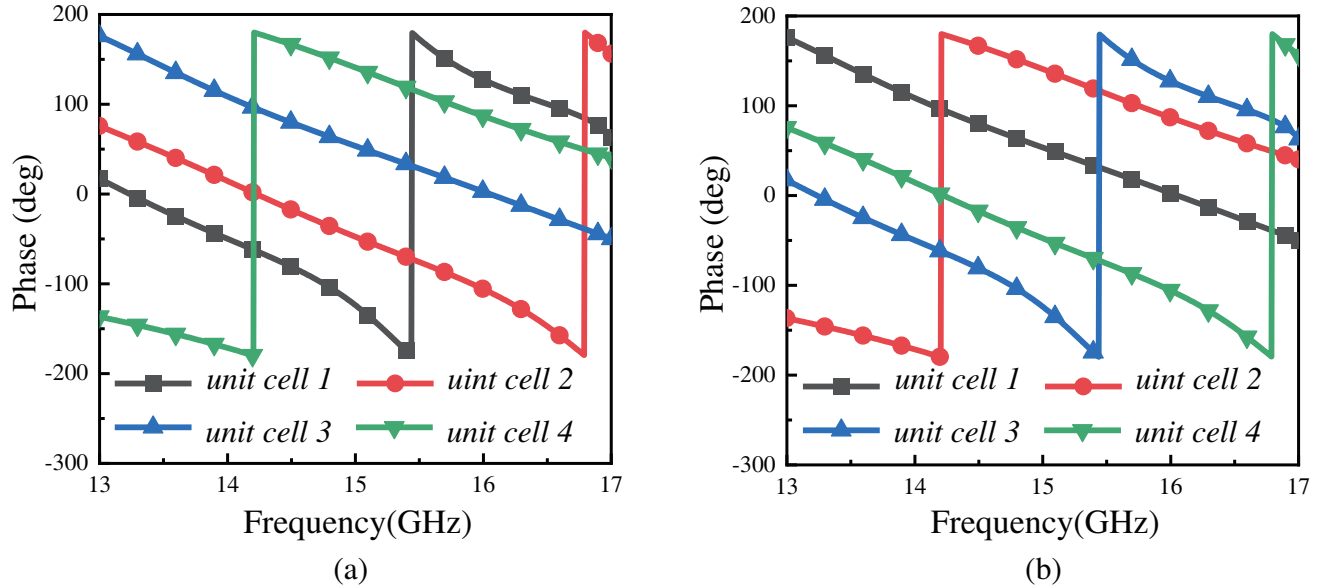 200
100
0
-100
-200
-300
13
14
15
16
17
Phase (deg)
Frequency(GHz)
unit cell 1
uint cell 2
unit cell 3
unit cell 4
(a)
200
100
0
-100
-200
-300
13
14
15
16
17
Phase (deg)
Frequency(GHz)
unit cell 1
uint cell 2
unit cell 3
unit cell 4
(b)